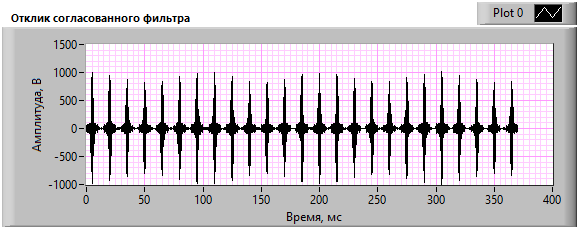 Plot 0
Отклик согласованного фильтра
Амплитуда, В
1500
1000
500
0
-500
-1000
0 50 100 150 200 250 300 350 400
Время, мс